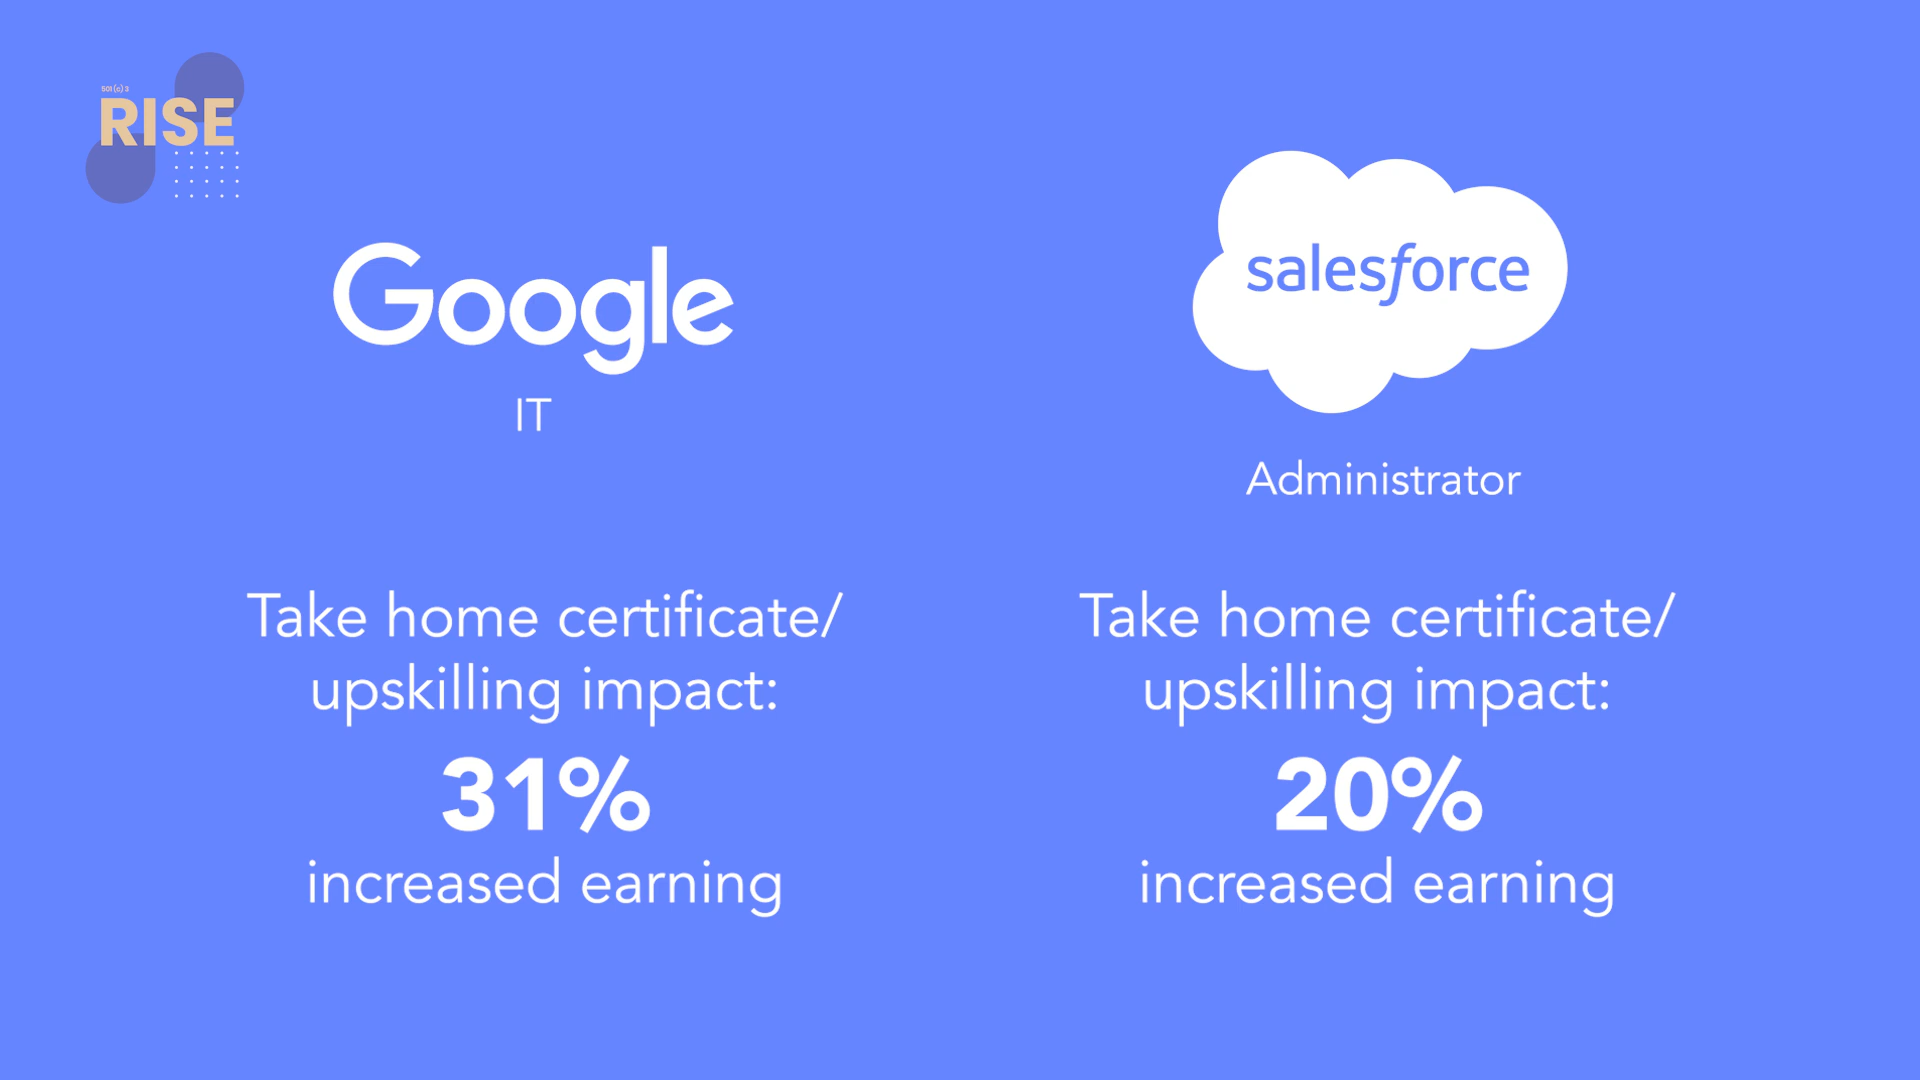 501(c)3
RISE
Google
IT
Take home certificate/
upskilling impact:
31%
increased earning
salesforce
Administrator
Take home certificate/
upskilling impact:
20%
increased earning